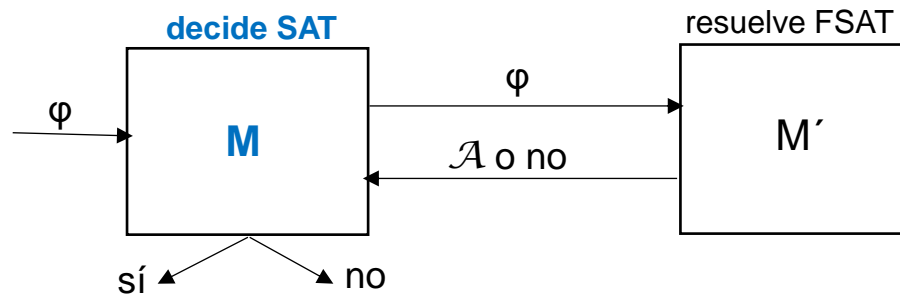 decide SAT
resuelve FSAT
φ
φ
M
M´
𝒜 o no
sí
no